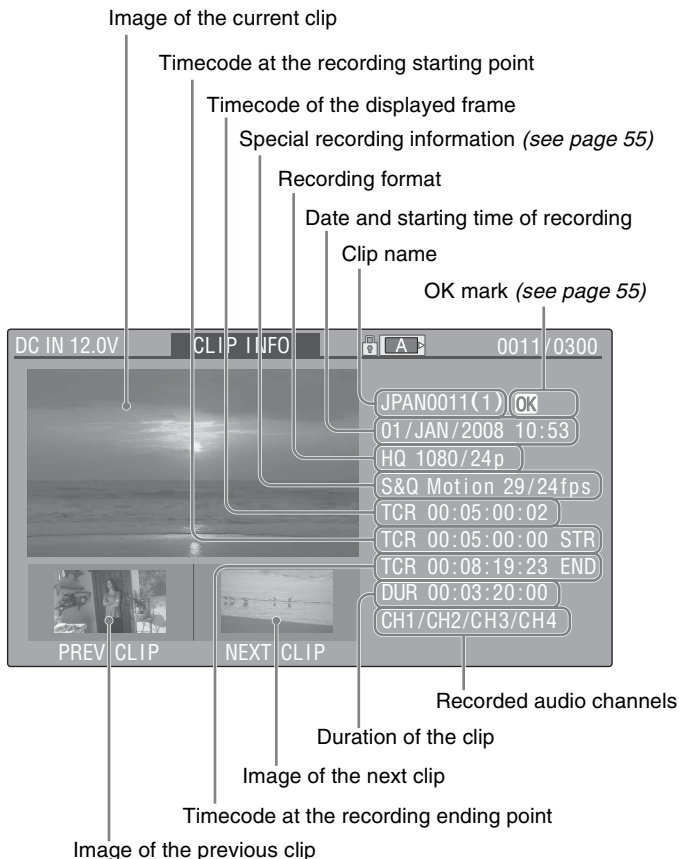 Image of the current clip
Timecode at the recording starting point
Timecode of the displayed frame
Special recording information (see page 55)
Recording format
Date and starting time of recording
Clip name
OK mark (see page 55)
DC IN 12.0V CLIP INFO A 0011/0300
JPAN0011(1) OK
01/JAN/2008 10:53
HQ 1080/24p
S&Q Motion 29/24fps
TCR 00:05:00:02
TCR 00:05:00:00 STR
TCR 00:08:19:23 END
DUR 00:03:20:00
CH1/CH2/CH3/CH4
PREV CLIP NEXT CLIP
Recorded audio channels
Duration of the clip
Image of the next clip
Timecode at the recording ending point
Image of the previous clip